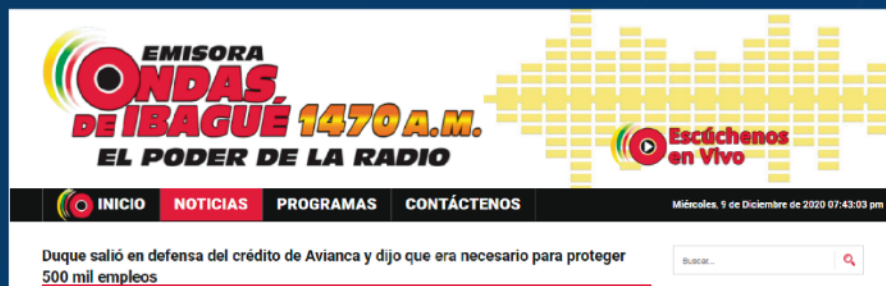 EMISORA
ONDAS
DE IBAGUÉ 1470 A.M.
EL PODER DE LA RADIO
Escúchenos
en Vivo
INICIO NOTICIAS PROGRAMAS CONTÁCTENOS Miércoles, 9 de Diciembre de 2020 07:43:03 pm
Duque salió en defensa del crédito de Avianca y dijo que era necesario para proteger
500 mil empleos
Buscar...